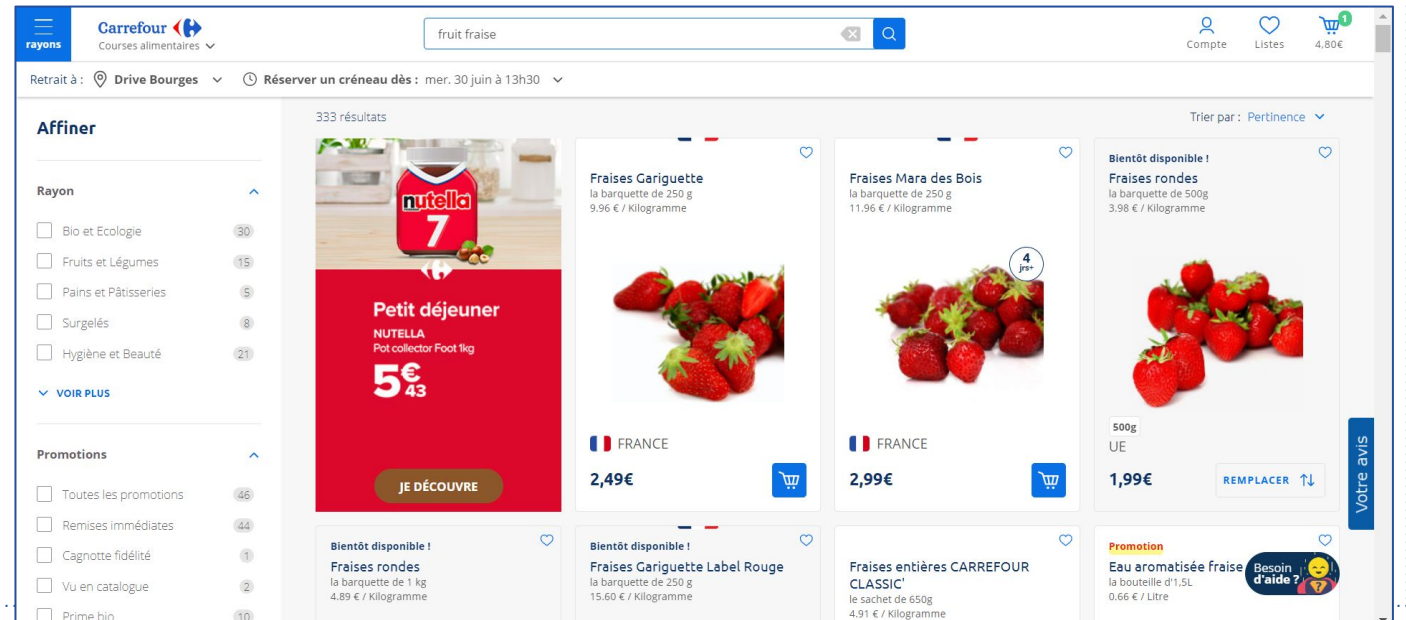 rayons
Carrefour
Courses alimentaires
fruit fraise
Compte
Listes
1
4,80€
Retrait à : Drive Bourges
Réserver un créneau dès : mer. 30 juin à 13h30
Affiner
Rayon
Bio et Ecologie 30
Fruits et Légumes 15
Pains et Pâtisseries 5
Surgelés 8
Hygiène et Beauté 21
VOIR PLUS
Promotions
Toutes les promotions 46
Remises immédiates 44
Cagnotte fidélité 1
Vu en catalogue 2
Prime bio 10
333 résultats
Trier par : Pertinence
nutella
7
Petit déjeuner
NUTELLA
Pot collector Foot 1kg
5€43
JE DÉCOUVRE
Fraises Gariguette
la barquette de 250 g
9.96 € / Kilogramme
FRANCE
2,49€
Fraises Mara des Bois
la barquette de 250 g
11.96 € / Kilogramme
4
jrs+
FRANCE
2,99€
Bientôt disponible !
Fraises rondes
la barquette de 500g
3.98 € / Kilogramme
500g
UE
1,99€
REMPLACER
Bientôt disponible !
Fraises rondes
la barquette de 1 kg
4.89 € / Kilogramme
Bientôt disponible !
Fraises Gariguette Label Rouge
la barquette de 250 g
15.60 € / Kilogramme
Fraises entières CARREFOUR
CLASSIC'
le sachet de 650g
4.91 € / Kilogramme
Promotion
Eau aromatisée fraise
la bouteille d'1,5L
0.66 € / Litre
Besoin
d'aide ?
Votre avis